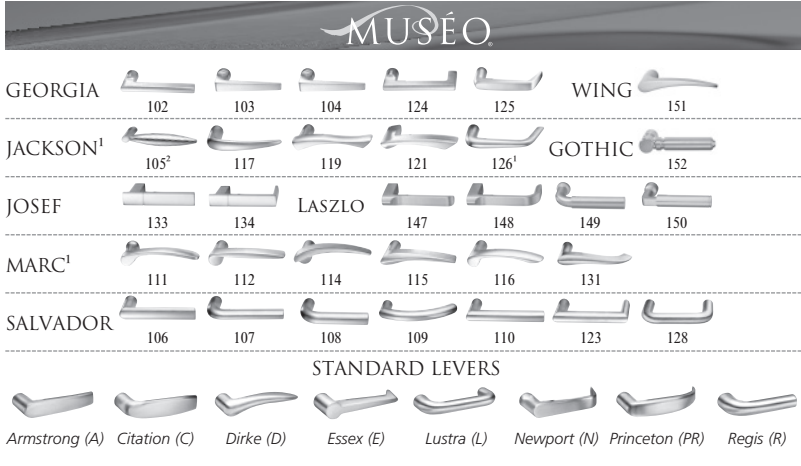 MUSÉO®
GEORGIA 102 103 104 124 125 WING 151
JACKSON¹ 105² 117 119 121 126¹ GOTHIC 152
JOSEF 133 134 LASZLO 147 148 149 150
MARC¹ 111 112 114 115 116 131
SALVADOR 106 107 108 109 110 123 128
STANDARD LEVERS
Armstrong (A) Citation (C) Dirke (D) Essex (E) Lustra (L) Newport (N) Princeton (PR) Regis (R)